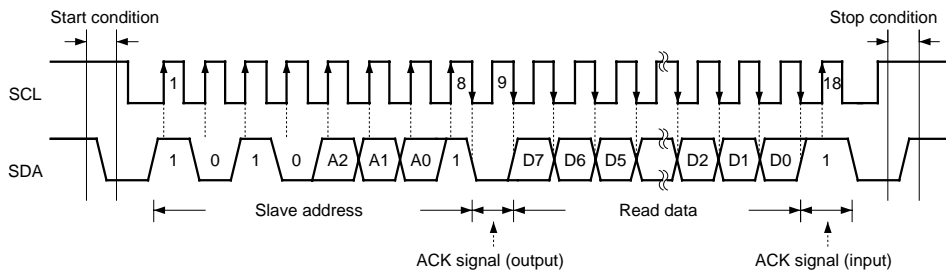 Start condition Stop condition
SCL 1 8 9 18
SDA 1 0 1 0 A2 A1 A0 1 D7 D6 D5 D2 D1 D0 1
Slave address Read data
ACK signal (output) ACK signal (input)